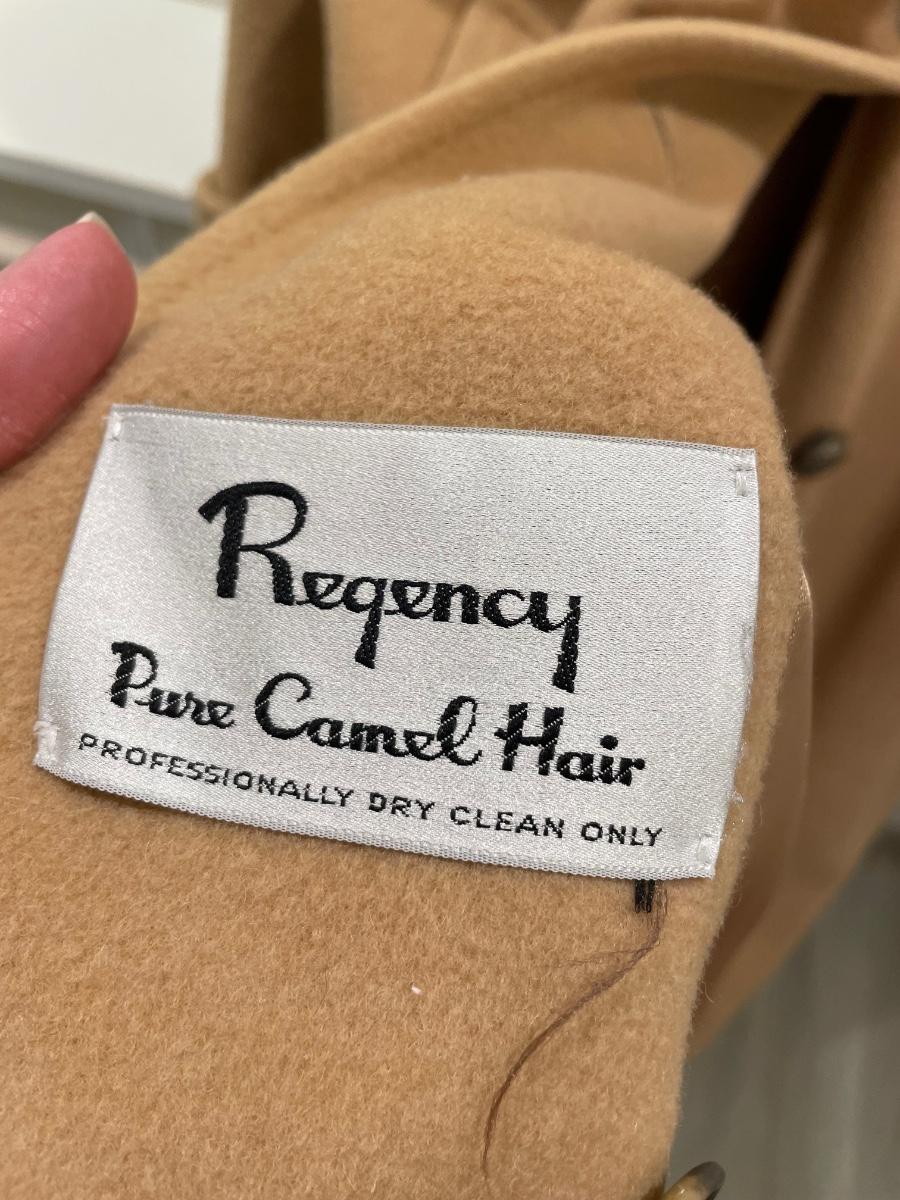 Regency
Pure Camel Hair
PROFESSIONALLY DRY CLEAN ONLY